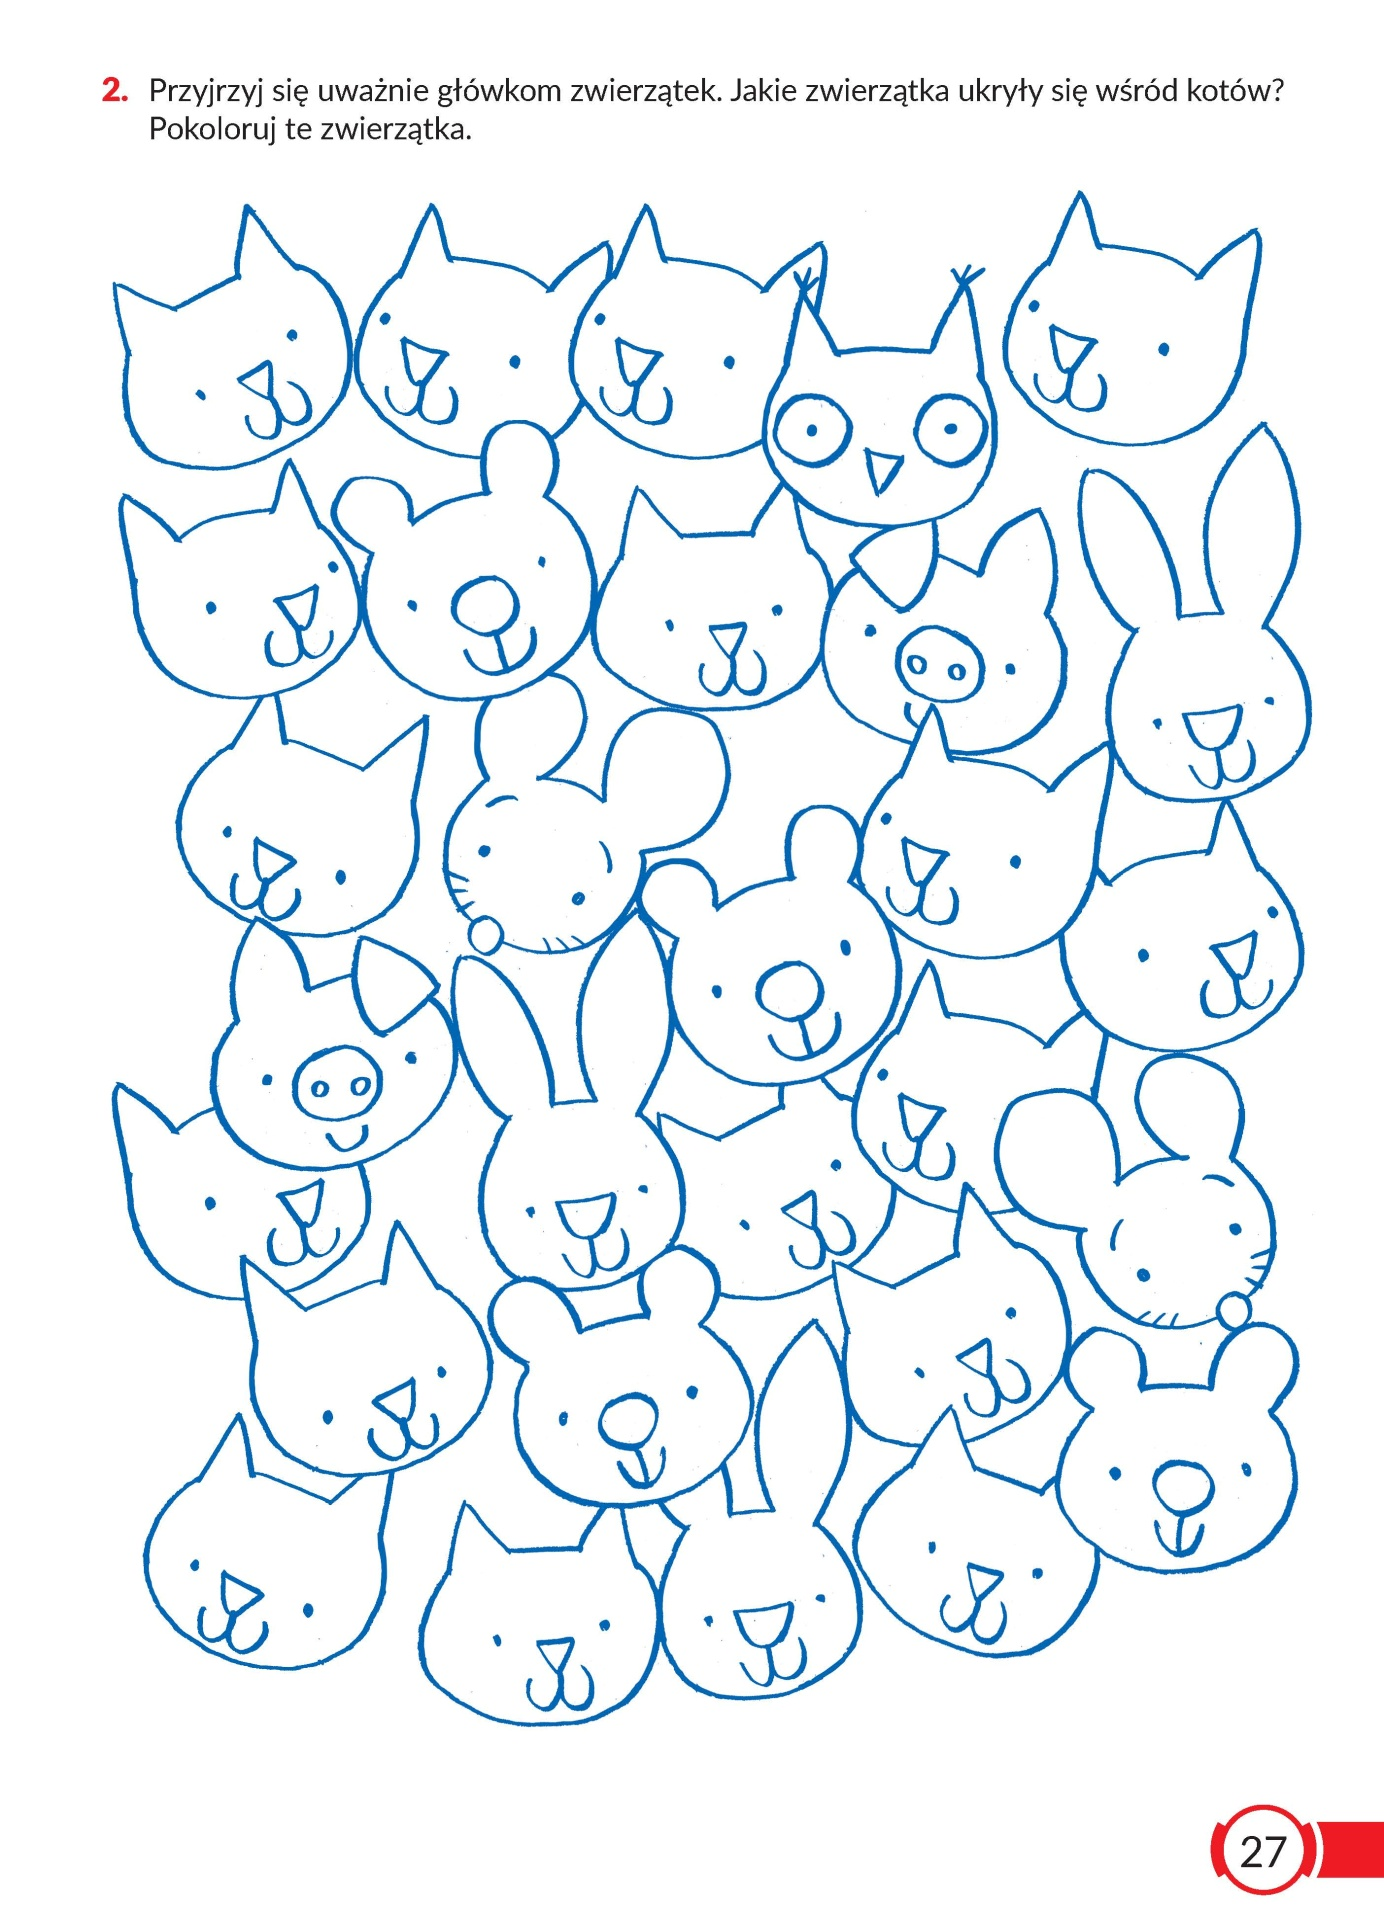 2. Przyjrzyj się uważnie główkom zwierzątek. Jakie zwierzątka ukryły się wśród kotów?
Pokoloruj te zwierzątka.
27